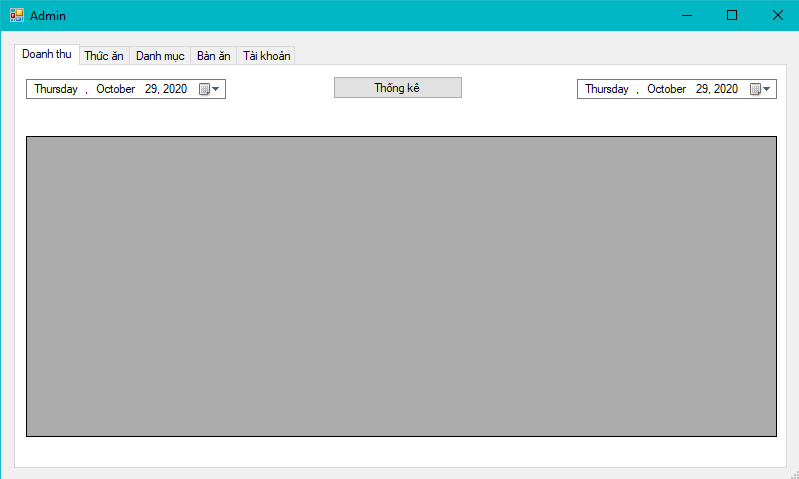 Admin
Doanh thu Thức ăn Danh mục Bàn ăn Tài khoản
Thursday , October 29, 2020 Thống kê Thursday , October 29, 2020